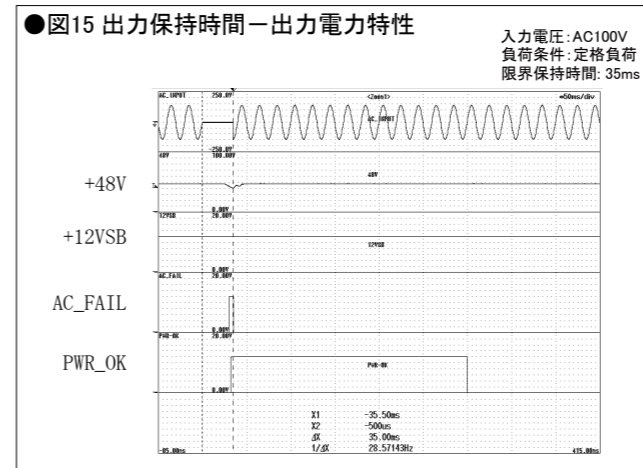 ●図15 出力保持時間－出力電力特性
入力電圧:AC100V
負荷条件:定格負荷
限界保持時間: 35ms
AC_INPUT 250.0V <2main> =50ms/div
AC_INPUT
-250.0V
48V 100.00V
+48V
48V
0.00V
12VSB 20.00V
+12VSB
12VSB
0.00V
AC_FAIL 20.00V
AC_FAIL
0.00V
PWR-OK 20.00V
PWR_OK
PWR-OK
0.00V
X1 -35.50ms
X2 -500us
ΔX 35.00ms
1/ΔX 28.57143Hz
-85.00ms 415.00ms